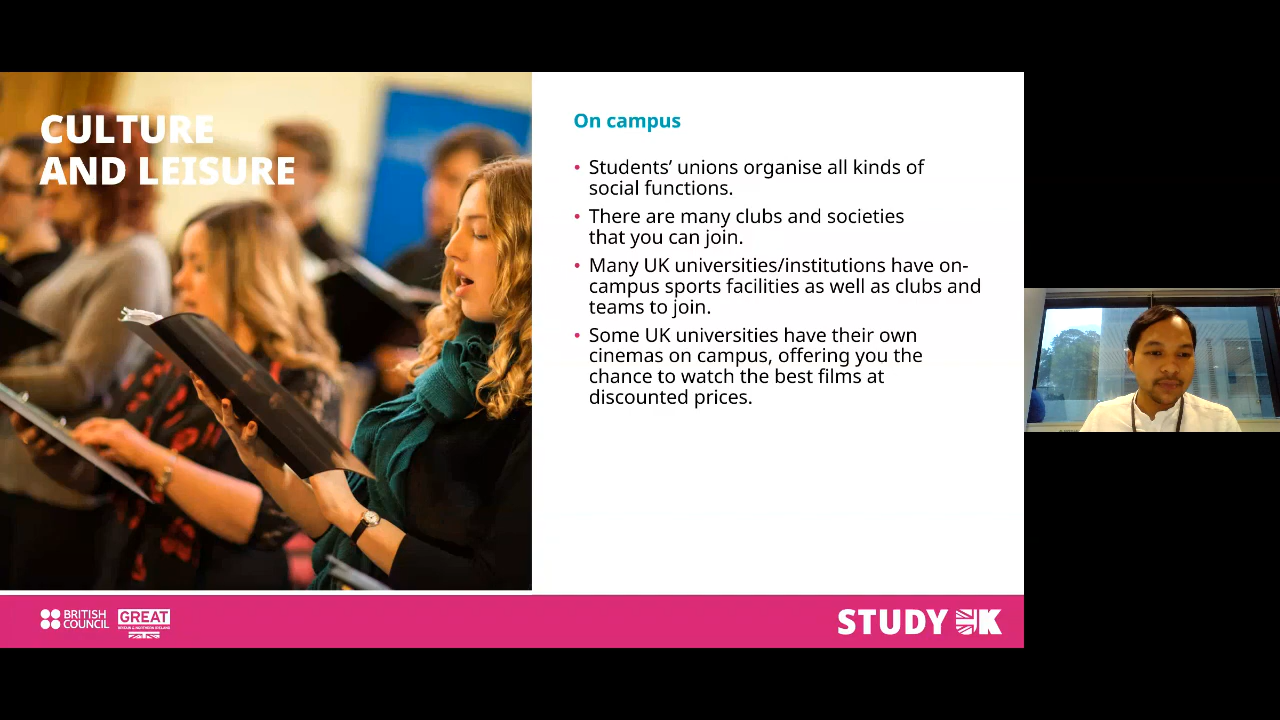 CULTURE
AND LEISURE
On campus
• Students’ unions organise all kinds of
social functions.
• There are many clubs and societies
that you can join.
• Many UK universities/institutions have on-
campus sports facilities as well as clubs and
teams to join.
• Some UK universities have their own
cinemas on campus, offering you the
chance to watch the best films at
discounted prices.
BRITISH
COUNCIL
GREAT
BRITAIN & NORTHERN IRELAND
STUDY UK